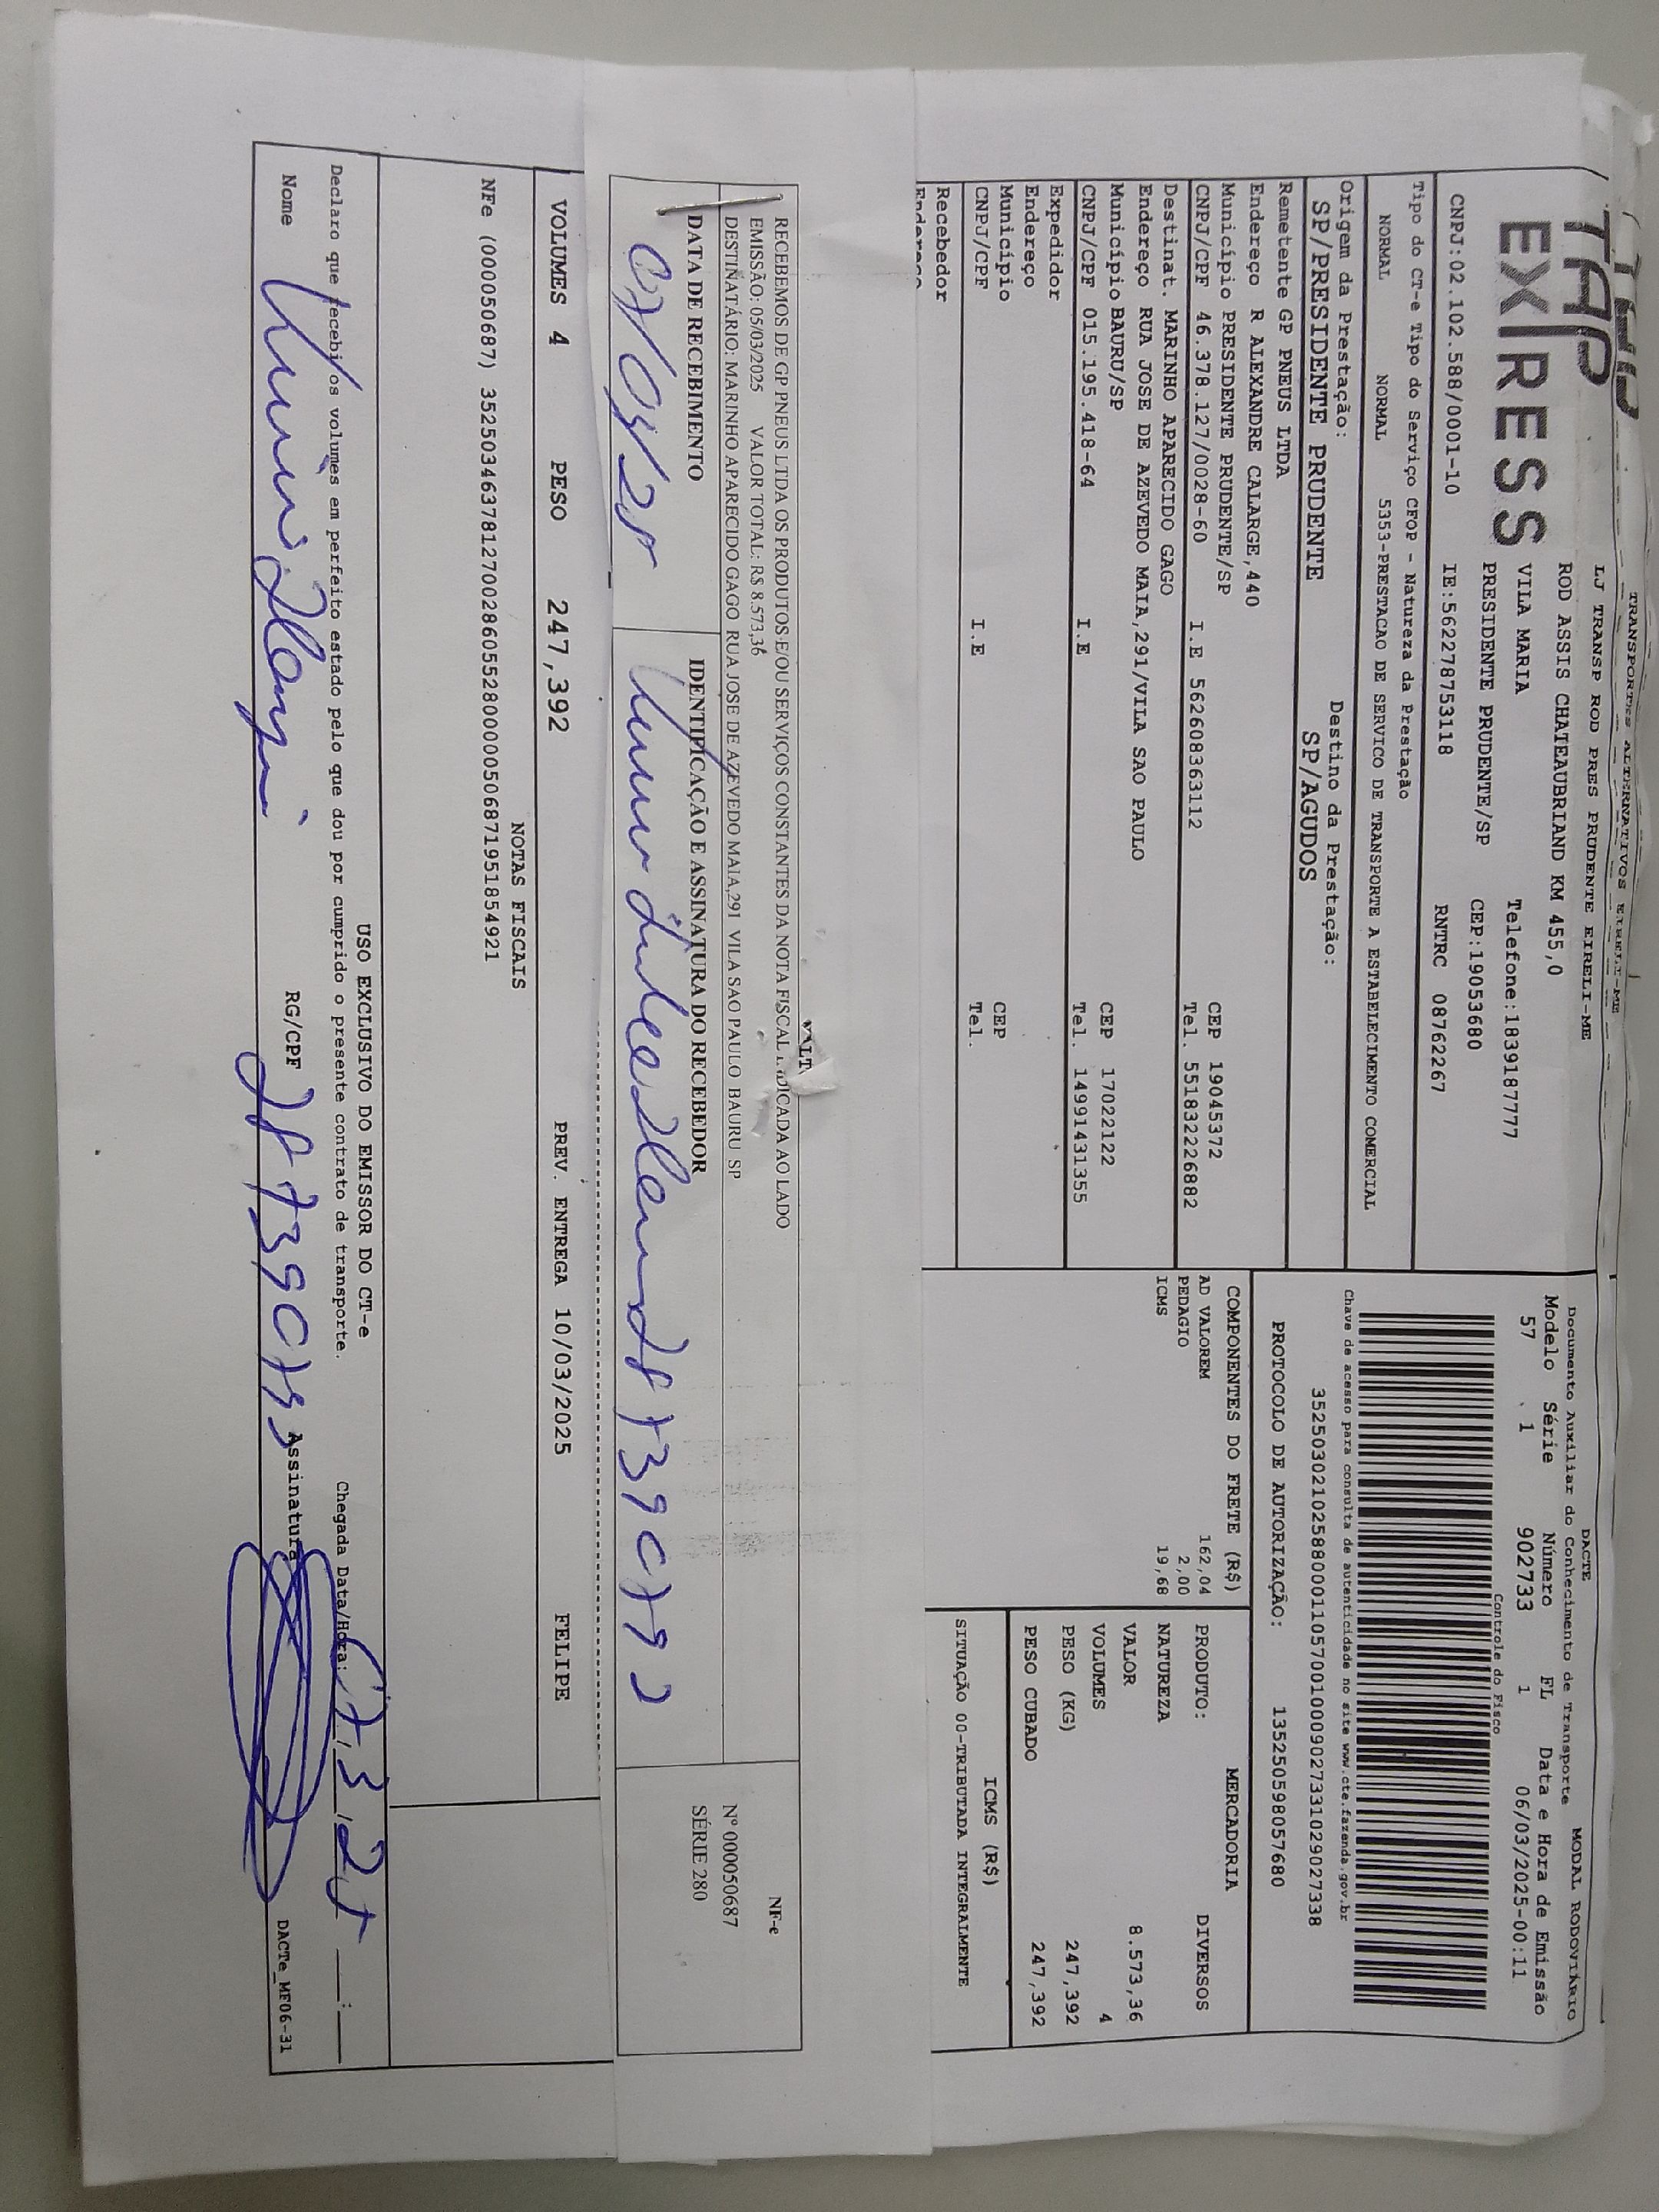 TRANSPORTES ALTERNATIVOS EIRELI-ME
TAP
EXPRESS
LJ TRANSP ROD PRES PRUDENTE EIRELI-ME
ROD ASSIS CHATEAUBRIAND KM 455,0
VILA MARIA Telefone:1839187777
PRESIDENTE PRUDENTE/SP CEP:19053680
CNPJ:02.102.588/0001-10 IE:562278753118 RNTRC 08762267
Tipo do CT-e Tipo do Serviço CFOP - Natureza da Prestação
NORMAL NORMAL 5353-PRESTACAO DE SERVICO DE TRANSPORTE A ESTABELECIMENTO COMERCIAL
Origem da Prestação: Destino da Prestação:
SP/PRESIDENTE PRUDENTE SP/AGUDOS
Remetente GP PNEUS LTDA
Endereço R ALEXANDRE CALARGE,440
Município PRESIDENTE PRUDENTE/SP CEP 19045372
CNPJ/CPF 46.378.127/0028-60 I.E 562608363112 Tel. 5518322226882
Destinat. MARINHO APARECIDO GAGO
Endereço RUA JOSE DE AZEVEDO MAIA,291/VILA SAO PAULO
Município BAURU/SP CEP 17022122
CNPJ/CPF 015.195.418-64 I.E Tel. 14991431355
Expedidor
Endereço
Município CEP
CNPJ/CPF I.E Tel.
Recebedor
Endereço
DACTE MODAL RODOVIÁRIO
Documento Auxiliar do Conhecimento de Transporte
Modelo Série Número FL Data e Hora de Emissão
57 1 902733 1 06/03/2025-00:11
Controle do Fisco
Chave de acesso para consulta de autenticidade no site www.cte.fazenda.gov.br
35250302102588000110570010009027331029027338
PROTOCOLO DE AUTORIZAÇÃO: 135250598057680
COMPONENTES DO FRETE (R$)
AD VALOREM 162,04
PEDAGIO 2,00
ICMS 19,68
MERCADORIA
PRODUTO: DIVERSOS
NATUREZA
VALOR 8.573,36
VOLUMES 4
PESO (KG) 247,392
PESO CUBADO 247,392
ICMS (R$)
SITUAÇÃO 00-TRIBUTADA INTEGRALMENTE
VALT
RECEBEMOS DE GP PNEUS LTDA OS PRODUTOS E/OU SERVIÇOS CONSTANTES DA NOTA FISCAL INDICADA AO LADO
EMISSÃO: 05/03/2025 VALOR TOTAL: R$ 8.573,36
DESTINATÁRIO: MARINHO APARECIDO GAGO RUA JOSE DE AZEVEDO MAIA,291 VILA SAO PAULO BAURU SP
DATA DE RECEBIMENTO IDENTIFICAÇÃO E ASSINATURA DO RECEBEDOR
07/03/25
NF-e
Nº 000050687
SÉRIE 280
VOLUMES 4 PESO 247,392 PREV. ENTREGA 10/03/2025 FELIPE
NOTAS FISCAIS
NFe (000050687) 35250346378127002860552800000506871951854921
USO EXCLUSIVO DO EMISSOR DO CT-e
Declaro que recebi os volumes em perfeito estado pelo que dou por cumprido o presente contrato de transporte. Chegada Data/Hora: 07/3/25 __:__
Nome RG/CPF Assinatura
DACTe_MF06-31